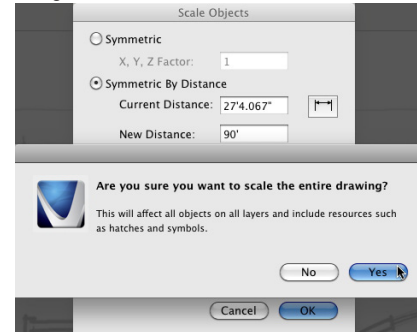 Scale Objects
Symmetric
X, Y, Z Factor: 1
Symmetric By Distance
Current Distance: 27'4.067"
New Distance: 90'
Are you sure you want to scale the entire drawing?
This will affect all objects on all layers and include resources such
as hatches and symbols.
No Yes
Cancel OK